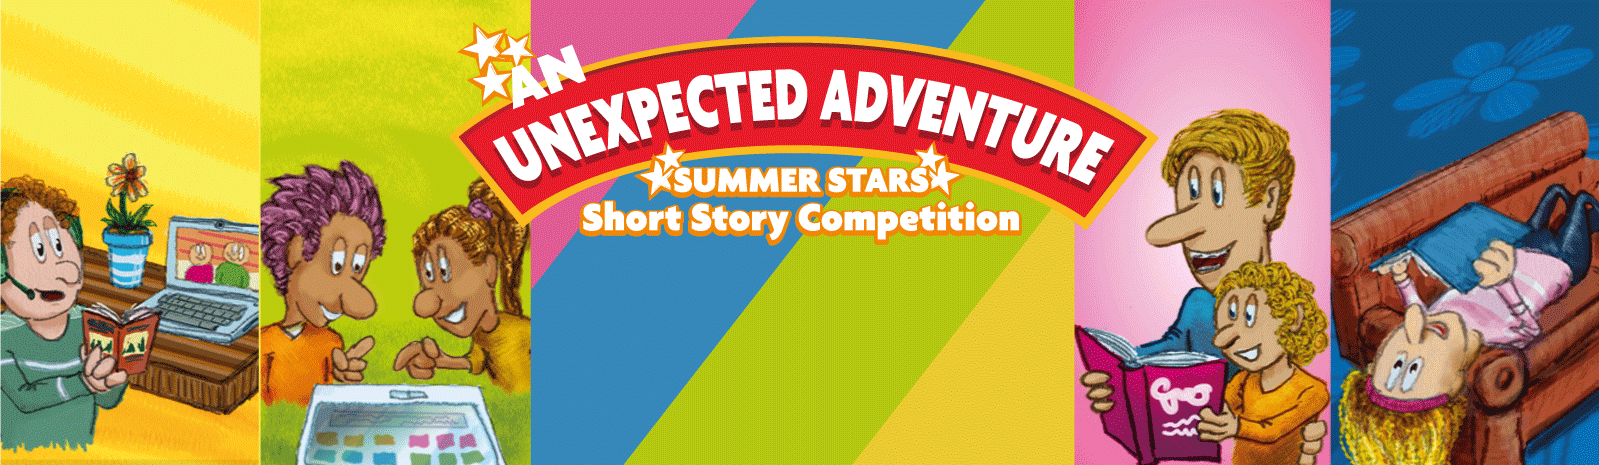 AN
UNEXPECTED ADVENTURE
SUMMER STARS
Short Story Competition